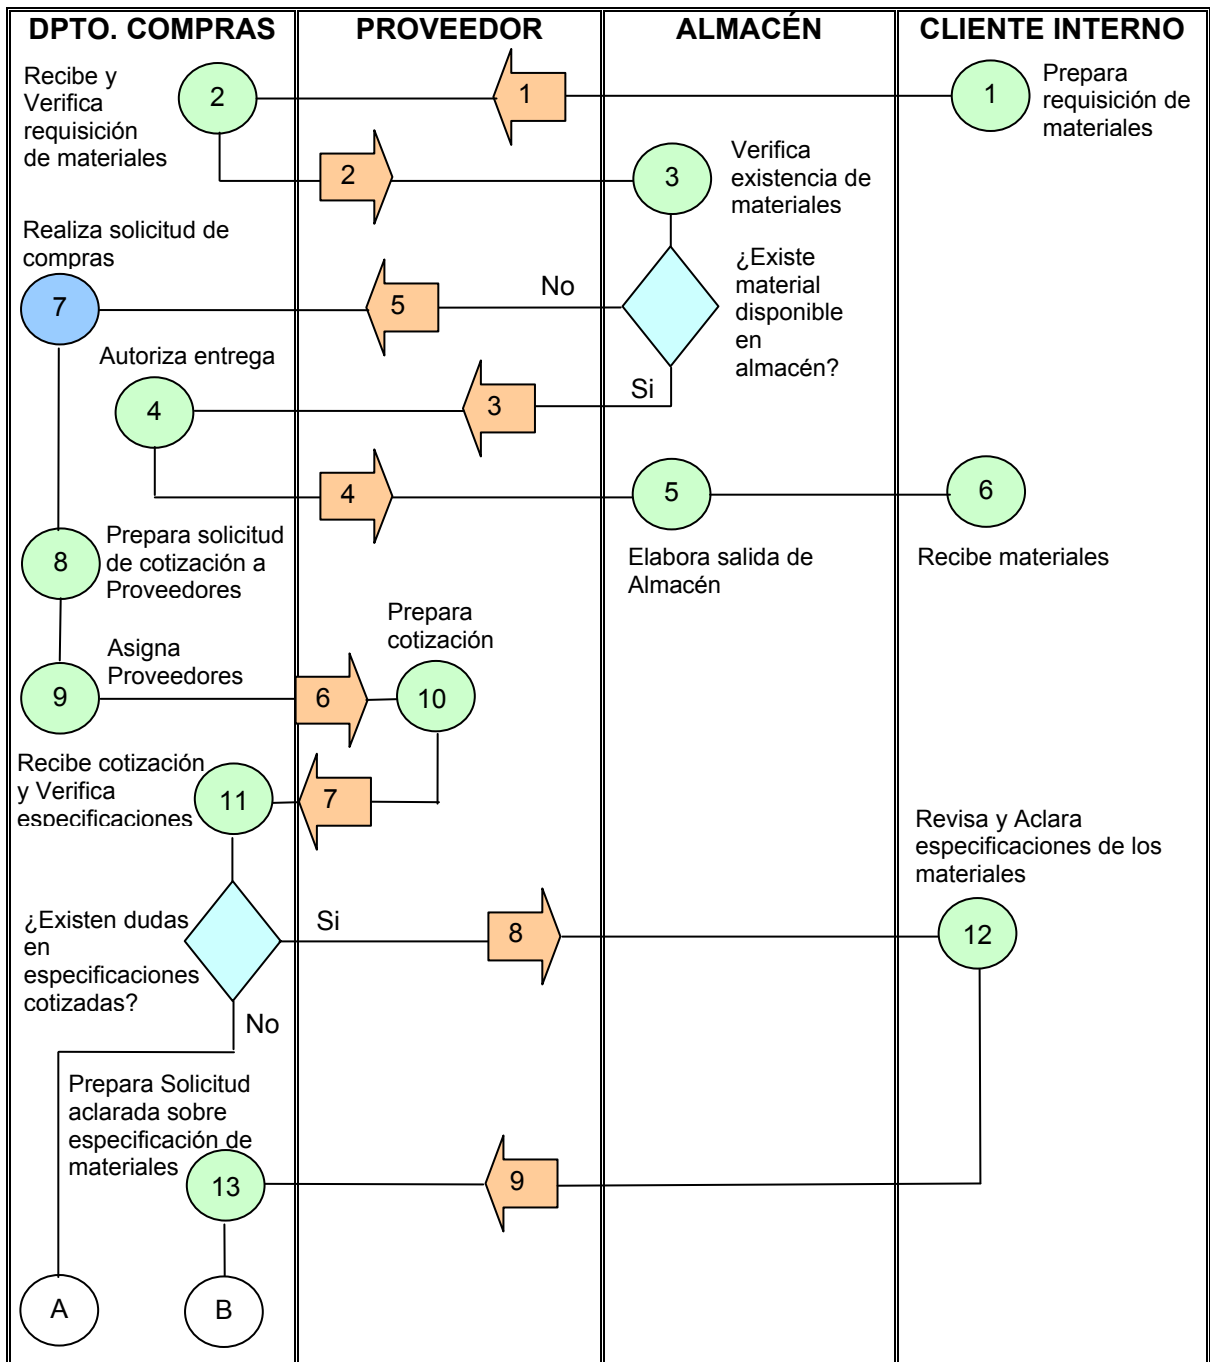 DPTO. COMPRAS
PROVEEDOR
ALMACÉN
CLIENTE INTERNO
Recibe y
Verifica
requisición
de materiales
2
1
1
Prepara
requisición de
materiales
2
3
Verifica
existencia de
materiales
Realiza solicitud de
compras
7
5
No
¿Existe
material
disponible
en
almacén?
Si
Autoriza entrega
4
3
4
5
6
Elabora salida de
Almacén
Recibe materiales
8
Prepara solicitud
de cotización a
Proveedores
Prepara
cotización
9
Asigna
Proveedores
6
10
Recibe cotización
y Verifica
especificaciones
11
7
Revisa y Aclara
especificaciones de los
materiales
¿Existen dudas
en
especificaciones
cotizadas?
Si
8
12
No
Prepara Solicitud
aclarada sobre
especificación de
materiales
13
9
A
B